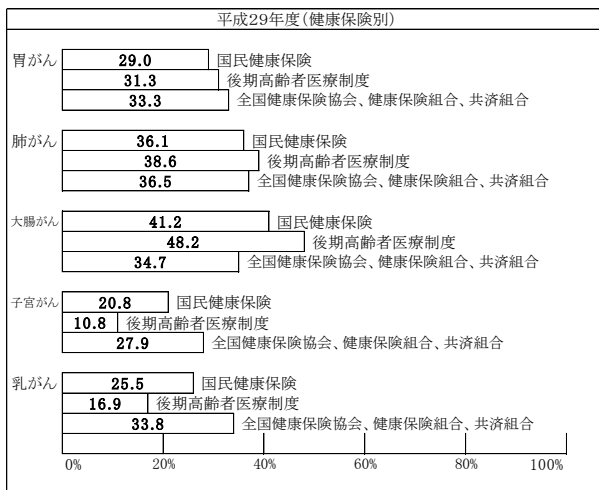 平成29年度(健康保険別)
胃がん
29.0 国民健康保険
31.3 後期高齢者医療制度
33.3 全国健康保険協会、健康保険組合、共済組合
肺がん
36.1 国民健康保険
38.6 後期高齢者医療制度
36.5 全国健康保険協会、健康保険組合、共済組合
大腸がん
41.2 国民健康保険
48.2 後期高齢者医療制度
34.7 全国健康保険協会、健康保険組合、共済組合
子宮がん
20.8 国民健康保険
10.8 後期高齢者医療制度
27.9 全国健康保険協会、健康保険組合、共済組合
乳がん
25.5 国民健康保険
16.9 後期高齢者医療制度
33.8 全国健康保険協会、健康保険組合、共済組合
0% 20% 40% 60% 80% 100%